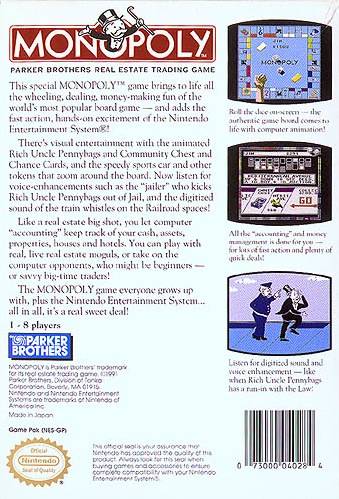 MONOPOLY
PARKER BROTHERS REAL ESTATE TRADING GAME
This special MONOPOLY™ game brings to life all
the wheeling, dealing, money-making fun of the
world's most popular board game — and adds the
fast action, hands-on excitement of the Nintendo
Entertainment System®!
There's visual entertainment with the animated
Rich Uncle Pennybags and Community Chest and
Chance Cards, and the speedy sports car and other
tokens that zoom around the board. Now listen for
voice-enhancements such as the "jailer" who kicks
Rich Uncle Pennybags out of Jail, and the digitized
sound of the train whistles on the Railroad spaces!
Like a real estate big shot, you let computer
"accounting" keep track of your cash, assets,
properties, houses and hotels. You can play with
real, live real estate moguls, or take on the
computer opponents, who might be beginners —
or savvy big-time traders!
The MONOPOLY game everyone grows up
with, plus the Nintendo Entertainment System...
all in all, it's a real sweet deal!
1 - 8 players
PARKER
BROTHERS
MONOPOLY is Parker Brothers' trademark
for its real estate trading game. ©1991
Parker Brothers, Division of Tonka
Corporation, Beverly, MA 01915
Nintendo and Nintendo Entertainment
Systems are trademarks of Nintendo of
America Inc.
Made in Japan
Game Pak (NES-GP)
Official
Nintendo
Seal of Quality
This official seal is your assurance that
Nintendo has approved the quality of this
product. Always look for this seal when
buying games and accessories to ensure
complete compatibility with your Nintendo
Entertainment System®.
Roll the dice on-screen — the
authentic game board comes to
life with computer animation!
GO
All the "accounting" and money
management is done for you —
for lots of fast action and plenty of
quick deals!
Listen for digitized sound and
voice enhancement — like
when Rich Uncle Pennybags
has a run-in with the Law!
0 73000 04028 4